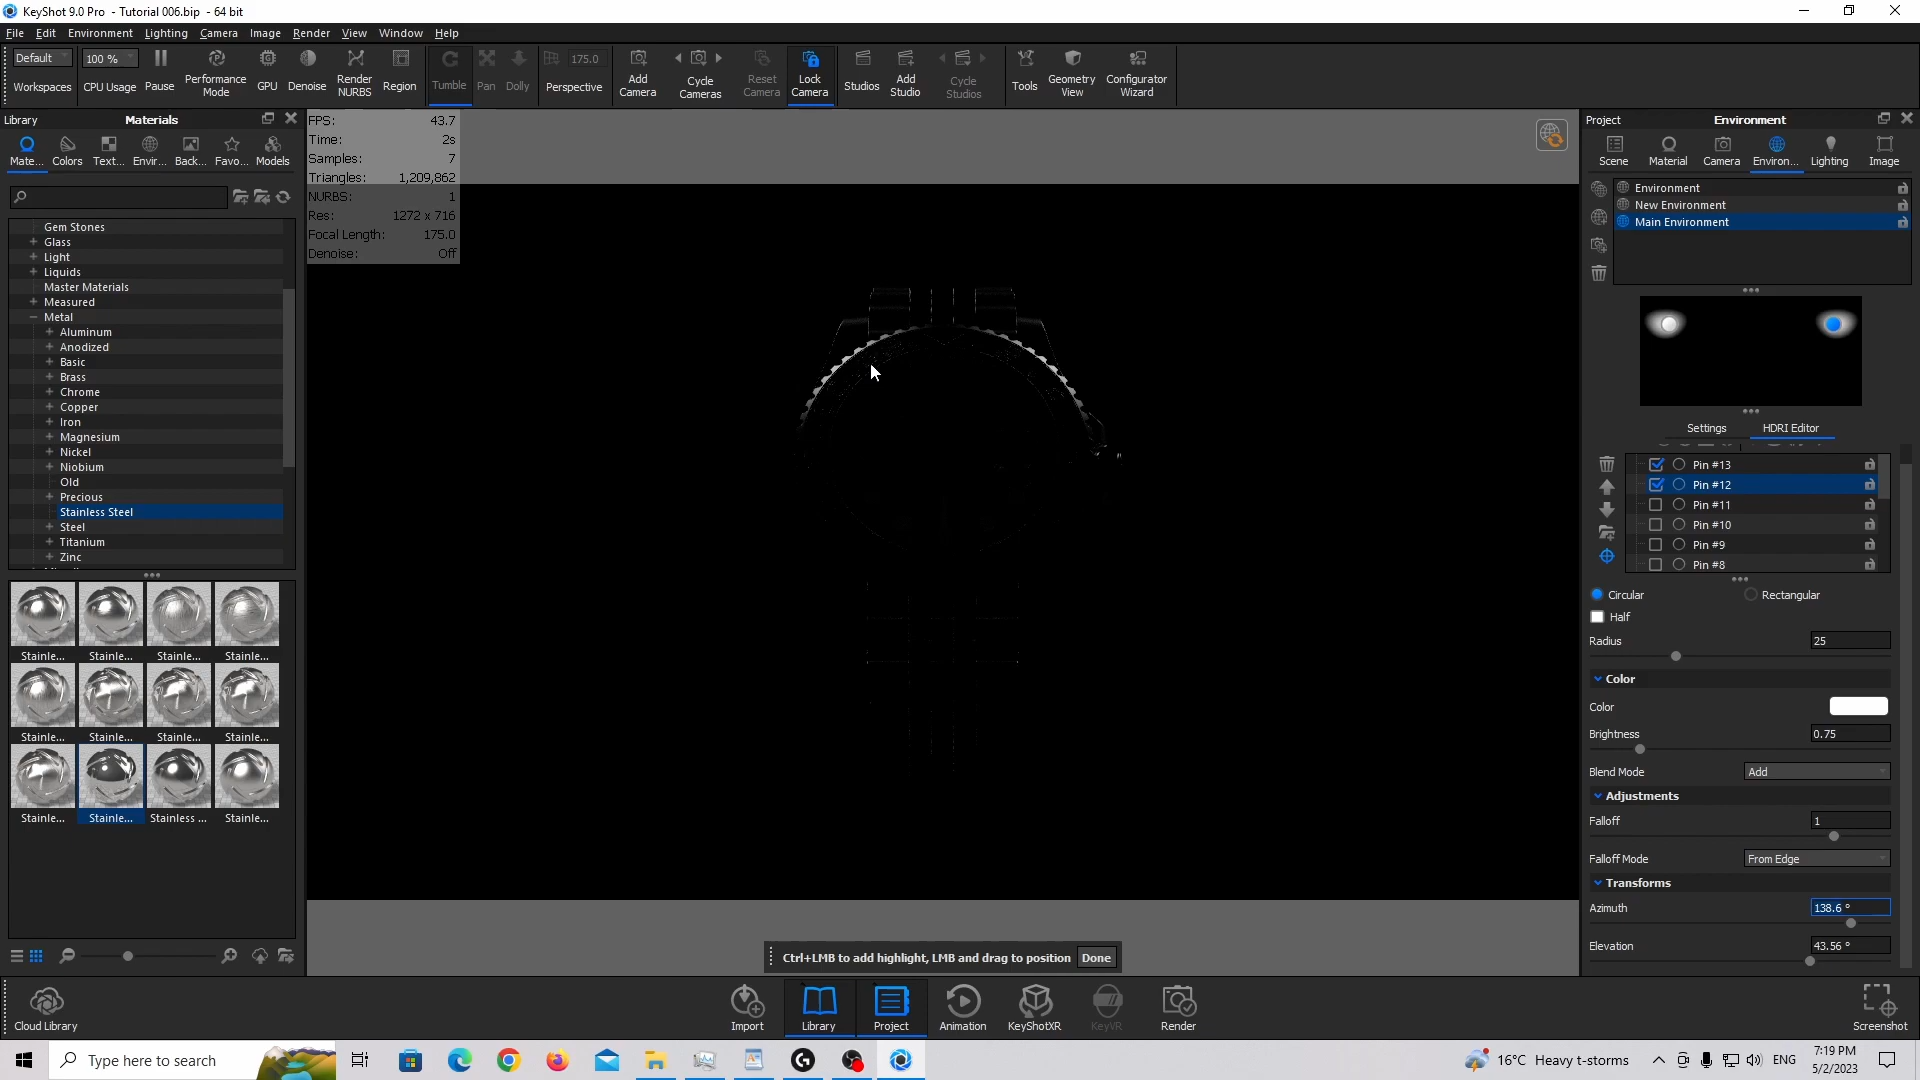 KeyShot 9.0 Pro - Tutorial 006.bip - 64 bit
File Edit Environment Lighting Camera Image Render View Window Help
Default 100 % 175.0
Workspaces CPU Usage Pause Performance Mode GPU Denoise Render NURBS Region Tumble Pan Dolly Perspective Add Camera Cycle Cameras Reset Camera Lock Camera Studios Add Studio Cycle Studios Tools Geometry View Configurator Wizard
Library Materials
Mate... Colors Text... Envir... Back... Favo... Models
Gem Stones
Glass
Light
Liquids
Master Materials
Measured
Metal
Aluminum
Anodized
Basic
Brass
Chrome
Copper
Iron
Magnesium
Nickel
Niobium
Old
Precious
Stainless Steel
Steel
Titanium
Zinc
Stainle... Stainle... Stainle... Stainle...
Stainle... Stainle... Stainle... Stainle...
Stainle... Stainle... Stainless ... Stainle...
FPS: 43.7
Time: 2s
Samples: 7
Triangles: 1,209,862
NURBS: 1
Res: 1272 x 716
Focal Length: 175.0
Denoise: Off
Ctrl+LMB to add highlight, LMB and drag to position Done
Project Environment
Scene Material Camera Environ... Lighting Image
Environment
New Environment
Main Environment
Settings HDRI Editor
Pin #13
Pin #12
Pin #11
Pin #10
Pin #9
Pin #8
Circular Rectangular
Half
Radius 25
Color
Color
Brightness 0.75
Blend Mode Add
Adjustments
Falloff 1
Falloff Mode From Edge
Transforms
Azimuth 138.6 °
Elevation 43.56 °
Cloud Library Import Library Project Animation KeyShotXR KeyVR Render Screenshot
Type here to search
16°C Heavy t-storms ENG
7:19 PM
5/2/2023